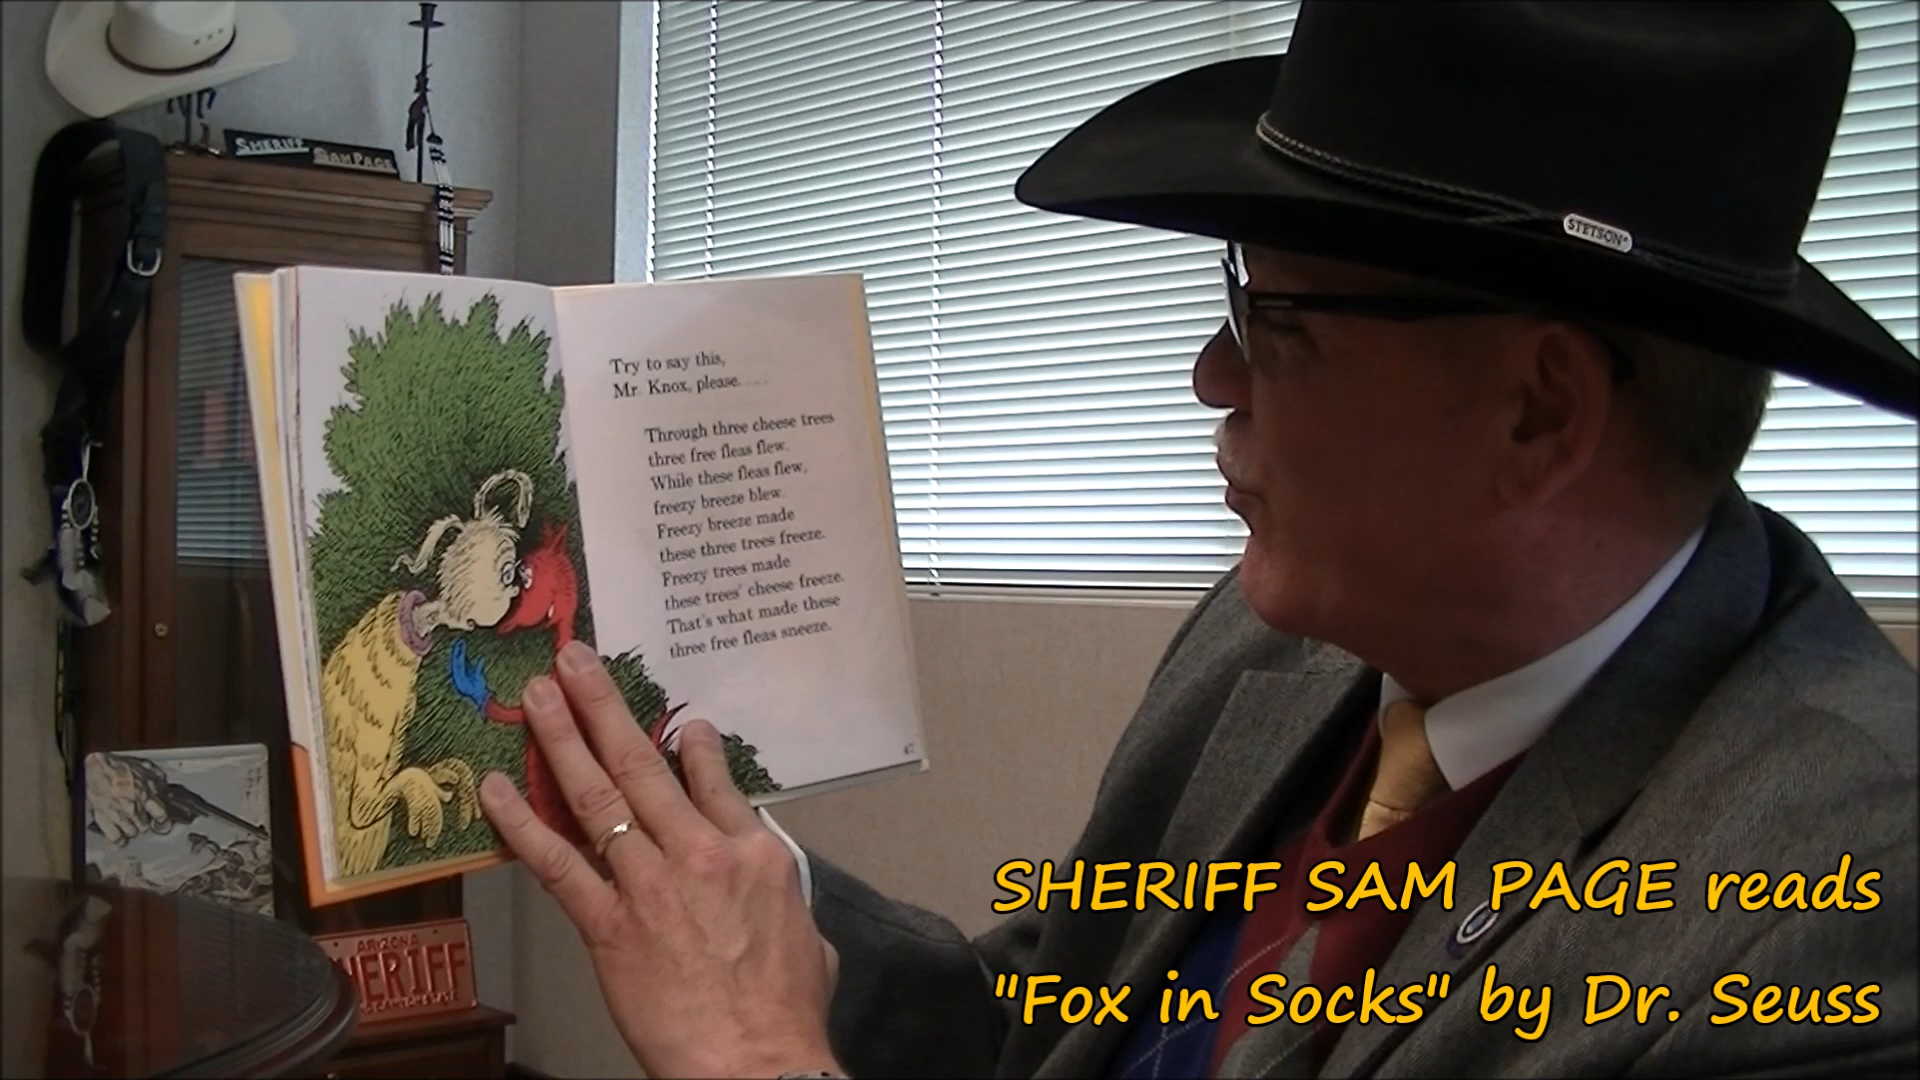 SHERIFF
SAM PAGE
STETSON
Try to say this,
Mr. Knox, please. . . .
Through three cheese trees
three free fleas flew.
While these fleas flew,
freezy breeze blew.
Freezy breeze made
these three trees freeze.
Freezy trees made
these trees' cheese freeze.
That's what made these
three free fleas sneeze.
47
ARIZONA
SHERIFF
SHERIFF SAM PAGE reads
"Fox in Socks" by Dr. Seuss